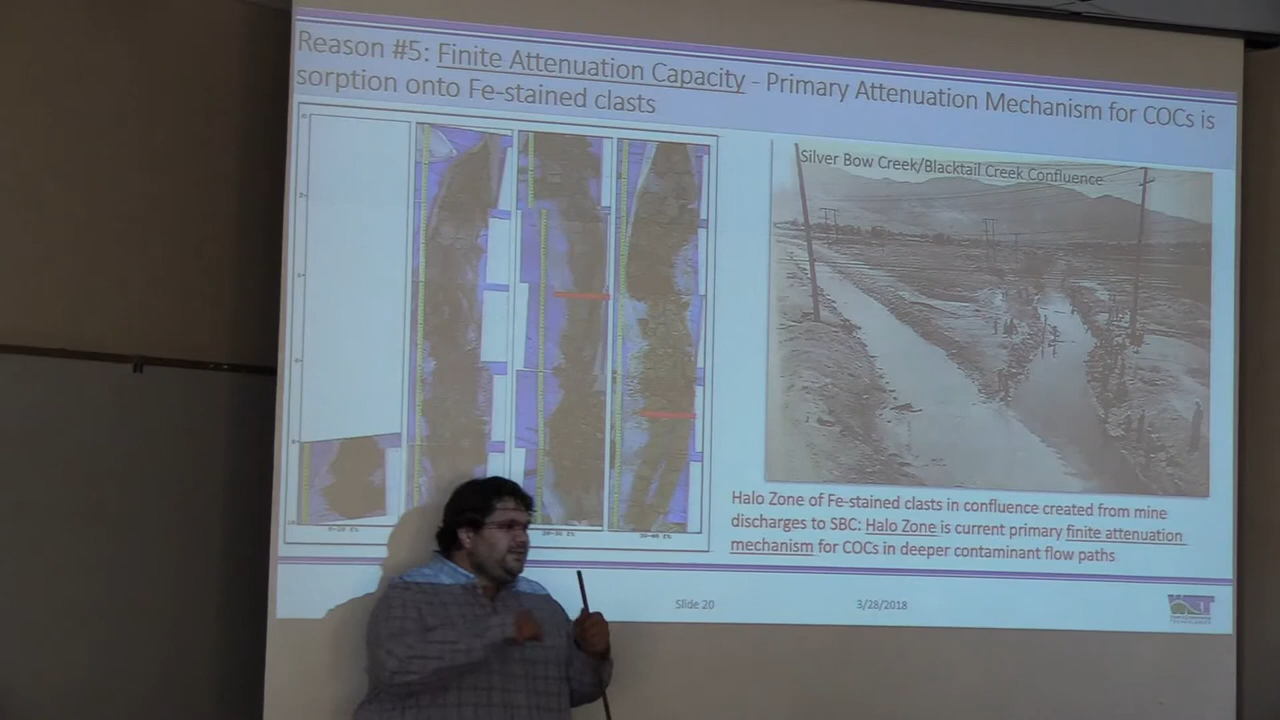 Reason #5: Finite Attenuation Capacity - Primary Attenuation Mechanism for COCs is
sorption onto Fe-stained clasts
Silver Bow Creek/Blacktail Creek Confluence
Halo Zone of Fe-stained clasts in confluence created from mine
discharges to SBC: Halo Zone is current primary finite attenuation
mechanism for COCs in deeper contaminant flow paths
Slide 20
3/28/2018